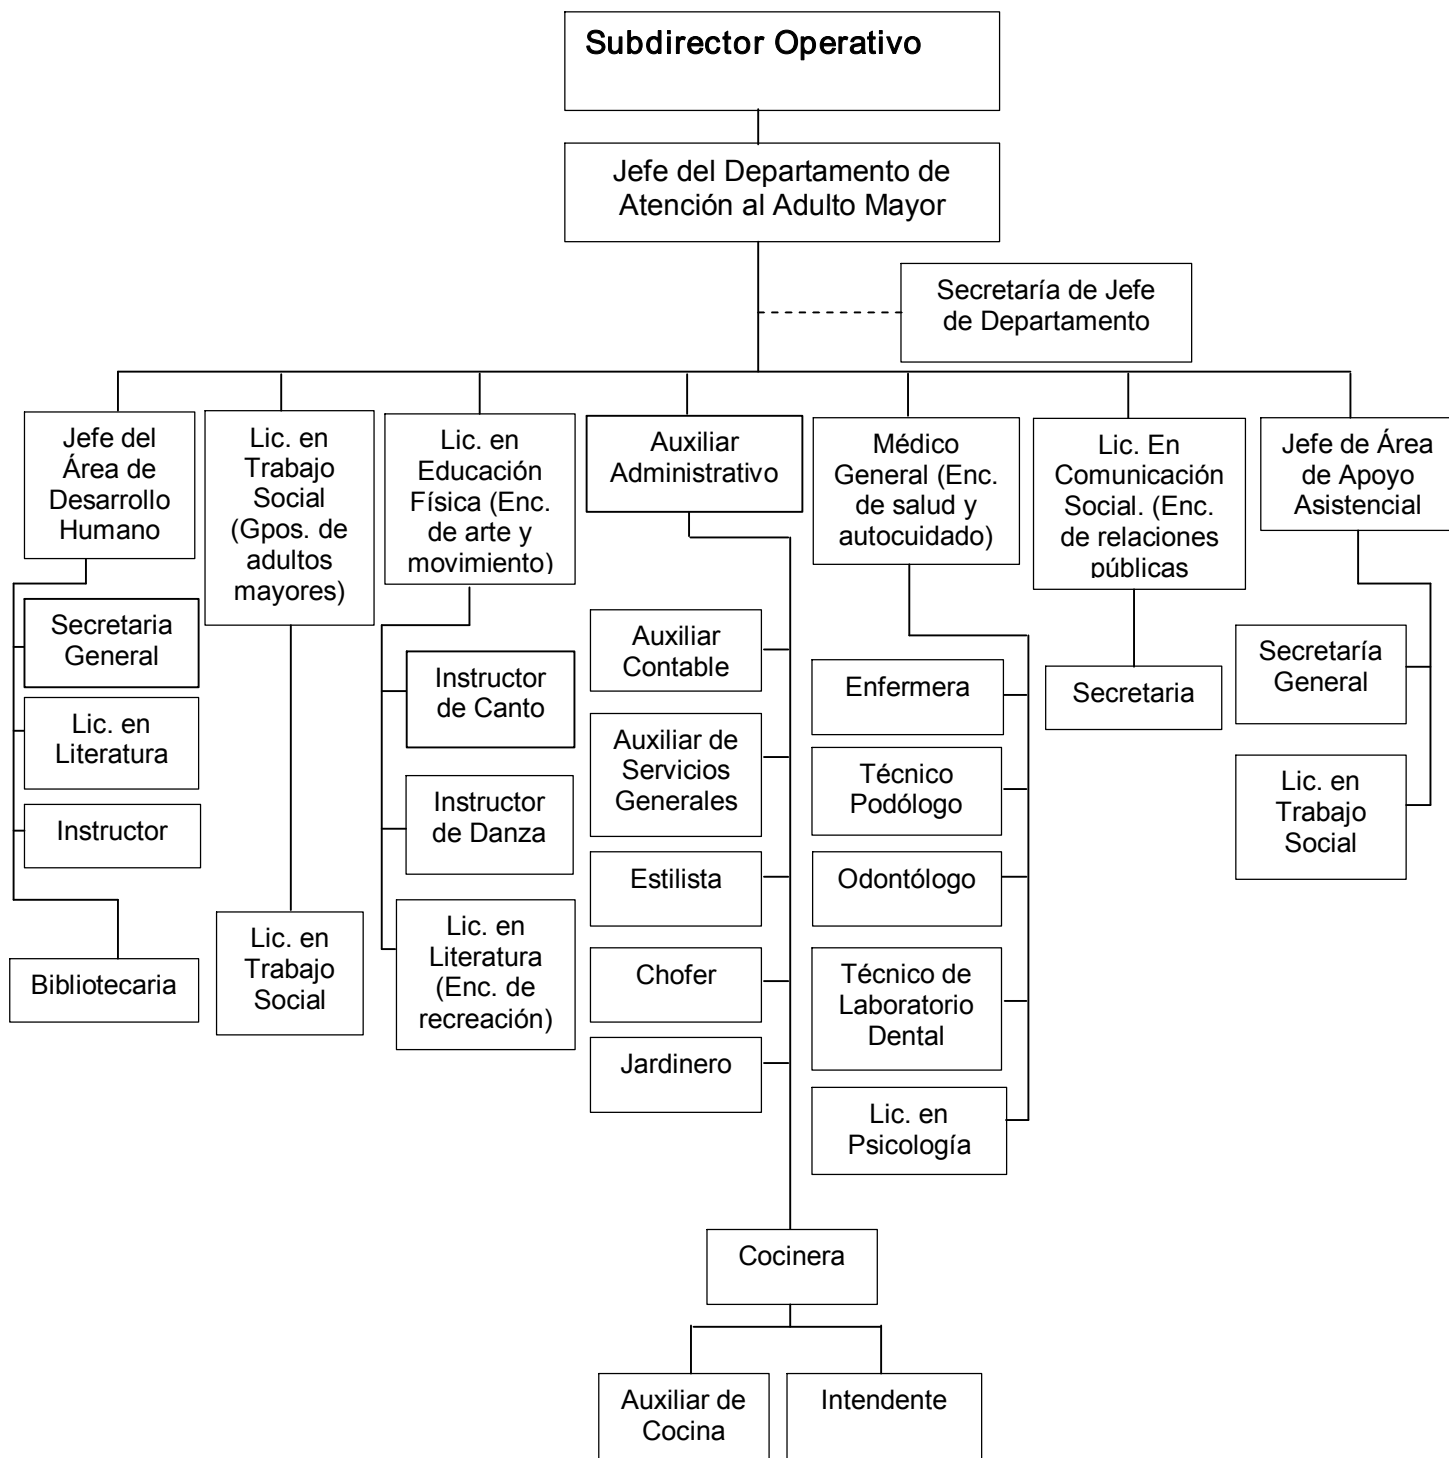 Subdirector Operativo
Jefe del Departamento de
Atención al Adulto Mayor
Secretaría de Jefe
de Departamento
Jefe del
Área de
Desarrollo
Humano
Lic. en
Trabajo
Social
(Gpos. de
adultos
mayores)
Lic. en
Educación
Física (Enc.
de arte y
movimiento)
Auxiliar
Administrativo
Médico
General (Enc.
de salud y
autocuidado)
Lic. En
Comunicación
Social. (Enc.
de relaciones
públicas
Jefe de Área
de Apoyo
Asistencial
Secretaria
General
Lic. en
Literatura
Instructor
Bibliotecaria
Lic. en
Trabajo
Social
Instructor
de Canto
Instructor
de Danza
Lic. en
Literatura
(Enc. de
recreación)
Auxiliar
Contable
Auxiliar de
Servicios
Generales
Estilista
Chofer
Jardinero
Enfermera
Técnico
Podólogo
Odontólogo
Técnico de
Laboratorio
Dental
Lic. en
Psicología
Secretaria
Secretaría
General
Lic. en
Trabajo
Social
Cocinera
Auxiliar de
Cocina
Intendente